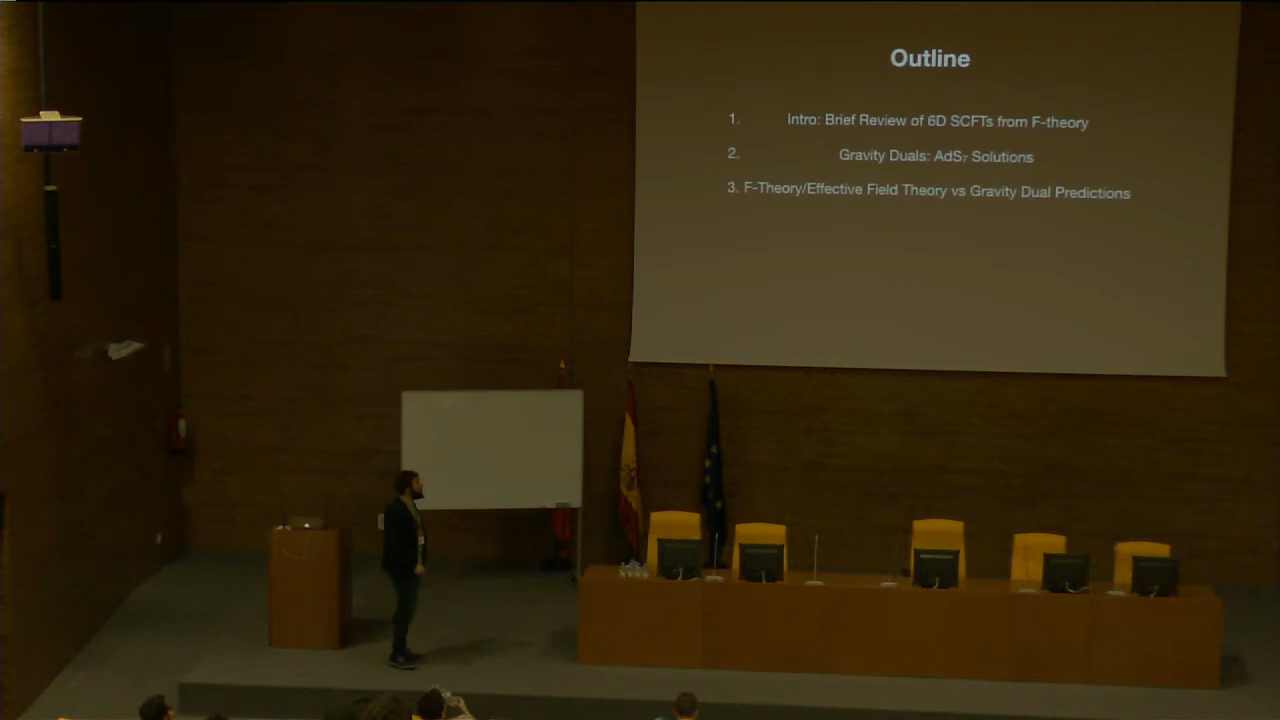 Outline
1. Intro: Brief Review of 6D SCFTs from F-theory
2. Gravity Duals: AdS₇ Solutions
3. F-Theory/Effective Field Theory vs Gravity Dual Predictions